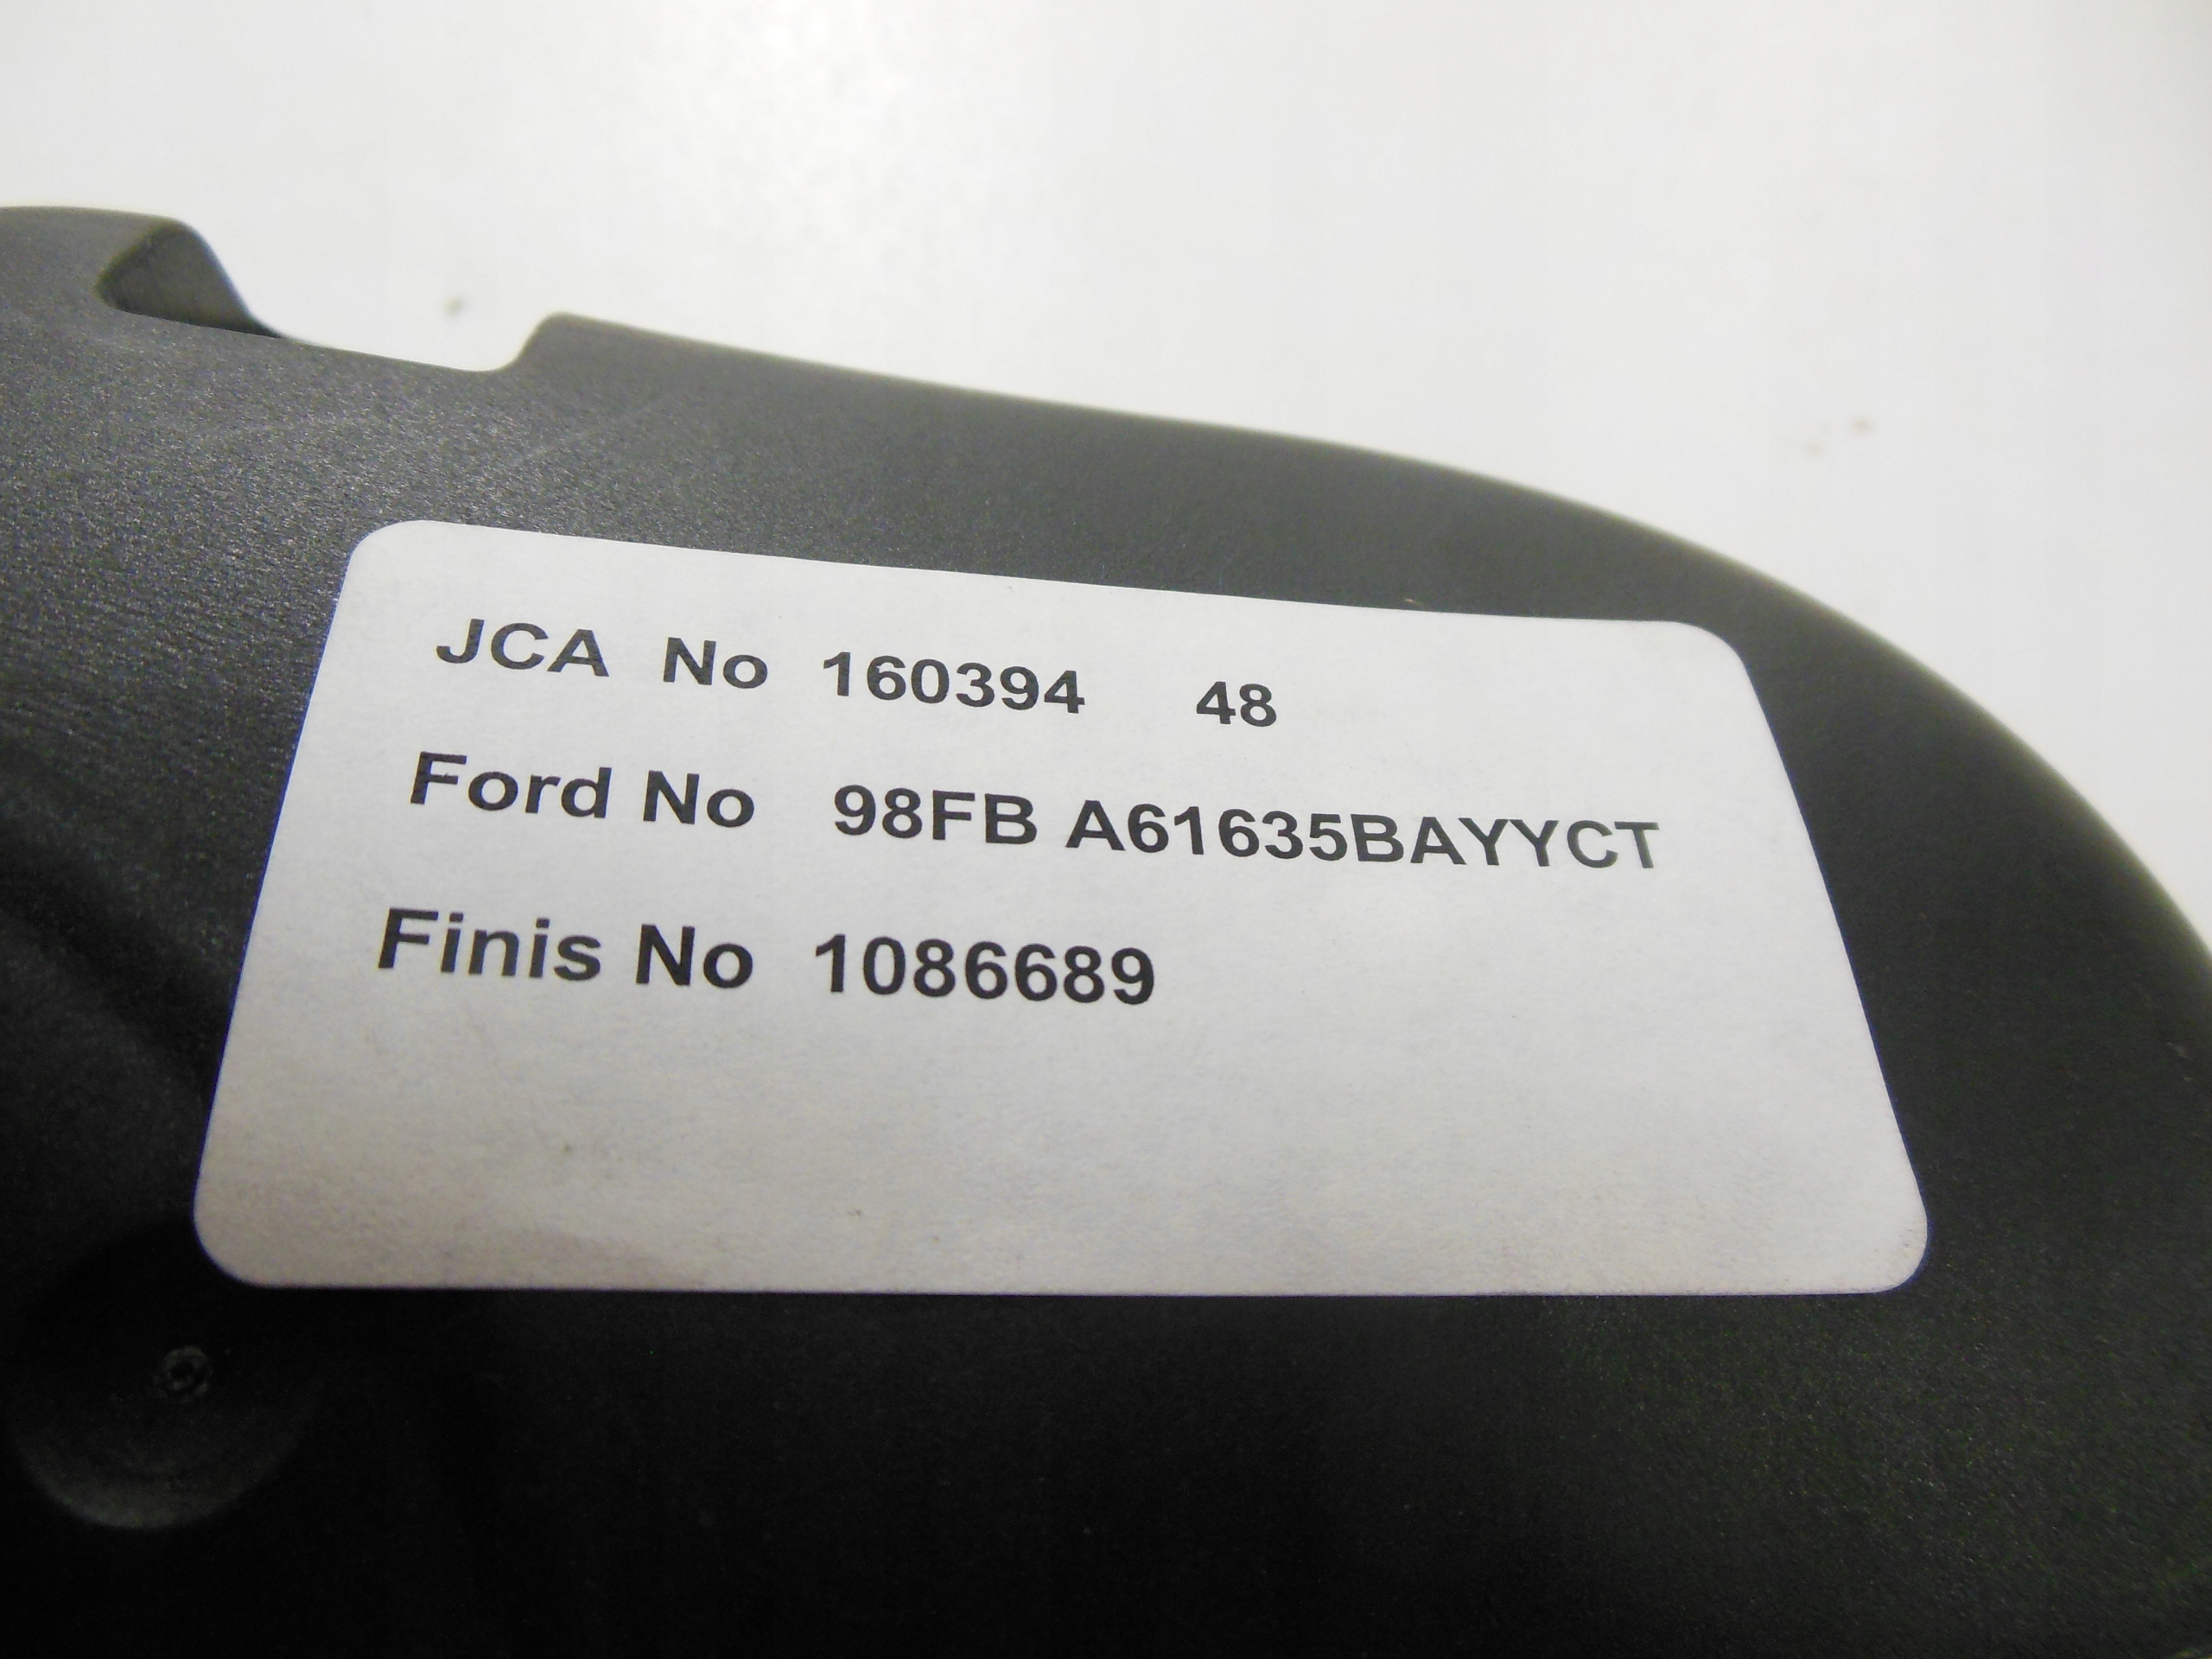 JCA No 160394 48
Ford No 98FB A61635BAYYCT
Finis No 1086689